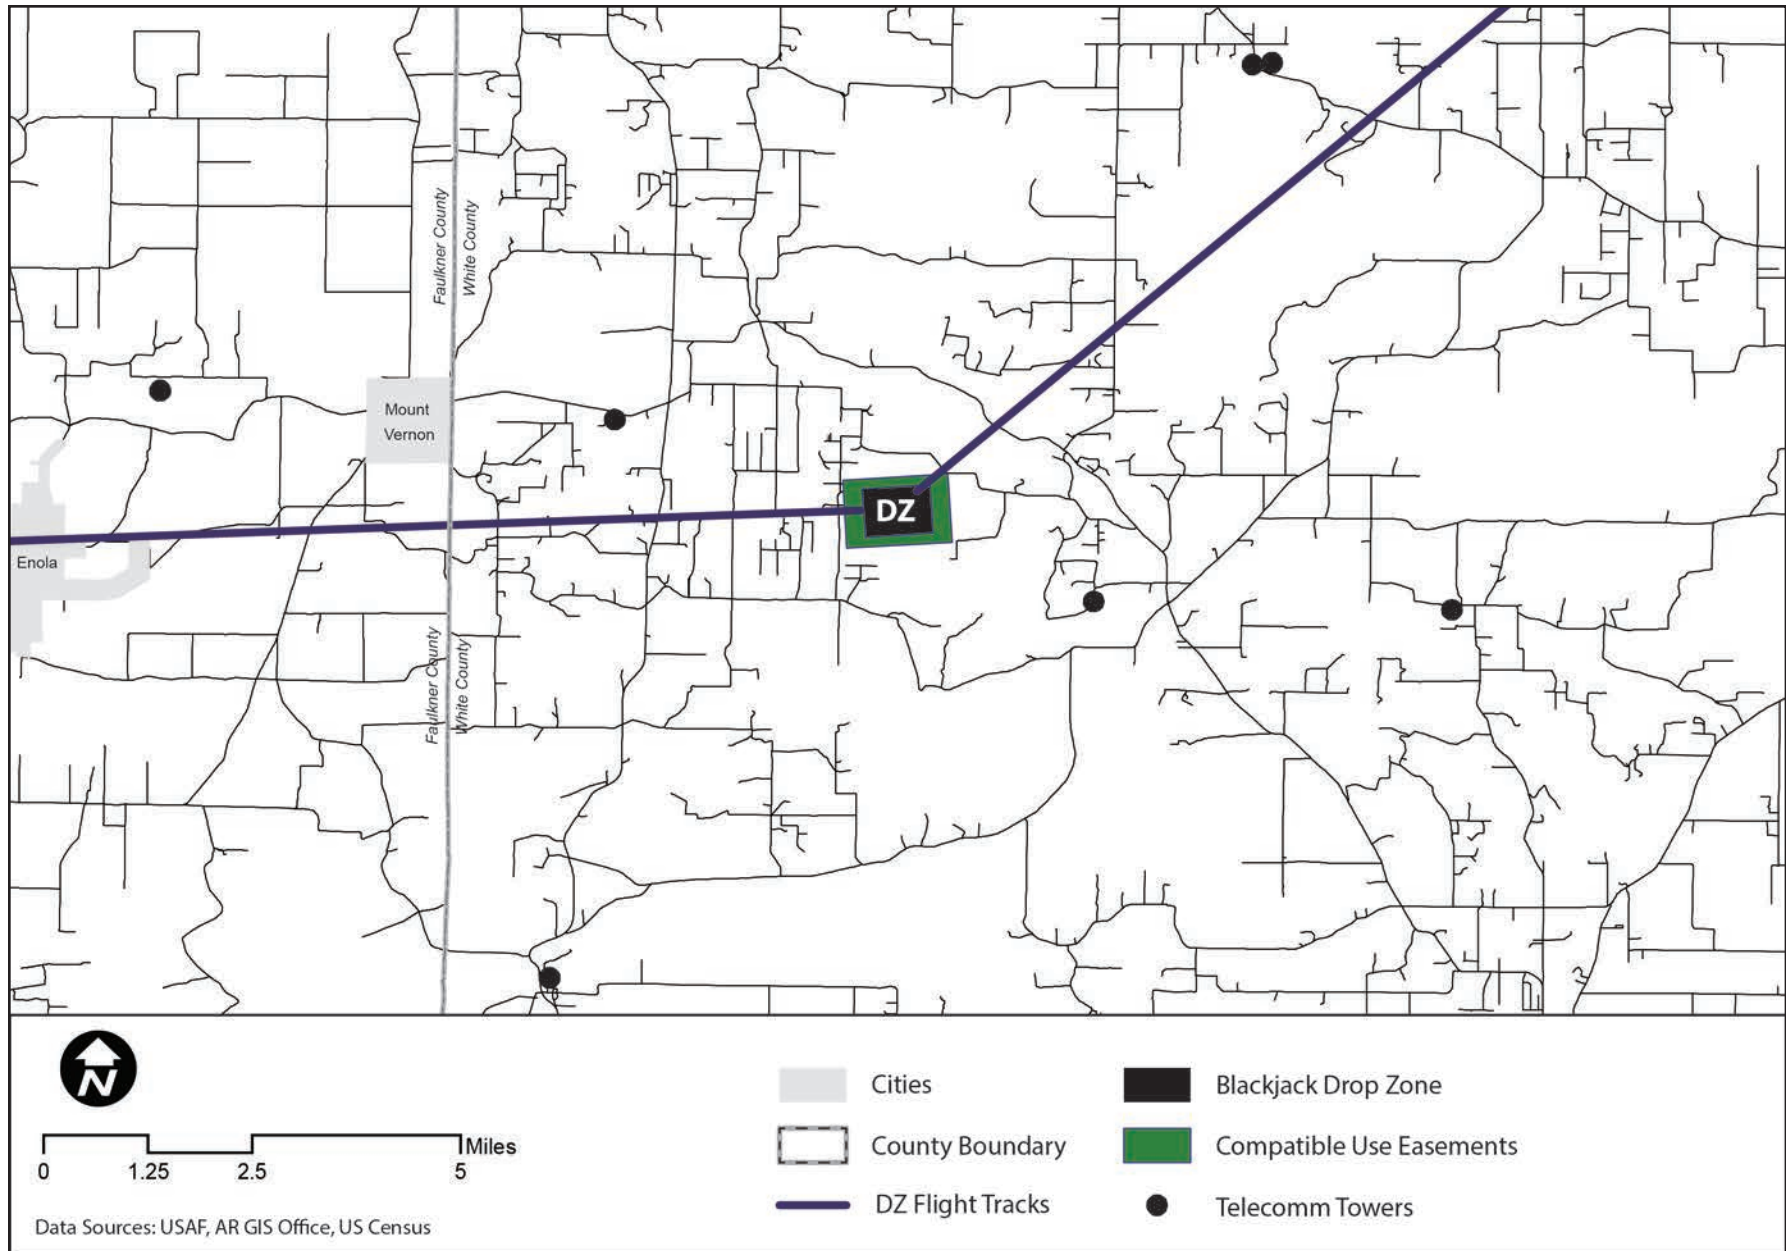 Faulkner County
White County
Mount
Vernon
DZ
Enola
Faulkner County
White County
N
Miles
0 1.25 2.5 5
Data Sources: USAF, AR GIS Office, US Census
Cities
County Boundary
DZ Flight Tracks
Blackjack Drop Zone
Compatible Use Easements
Telecomm Towers